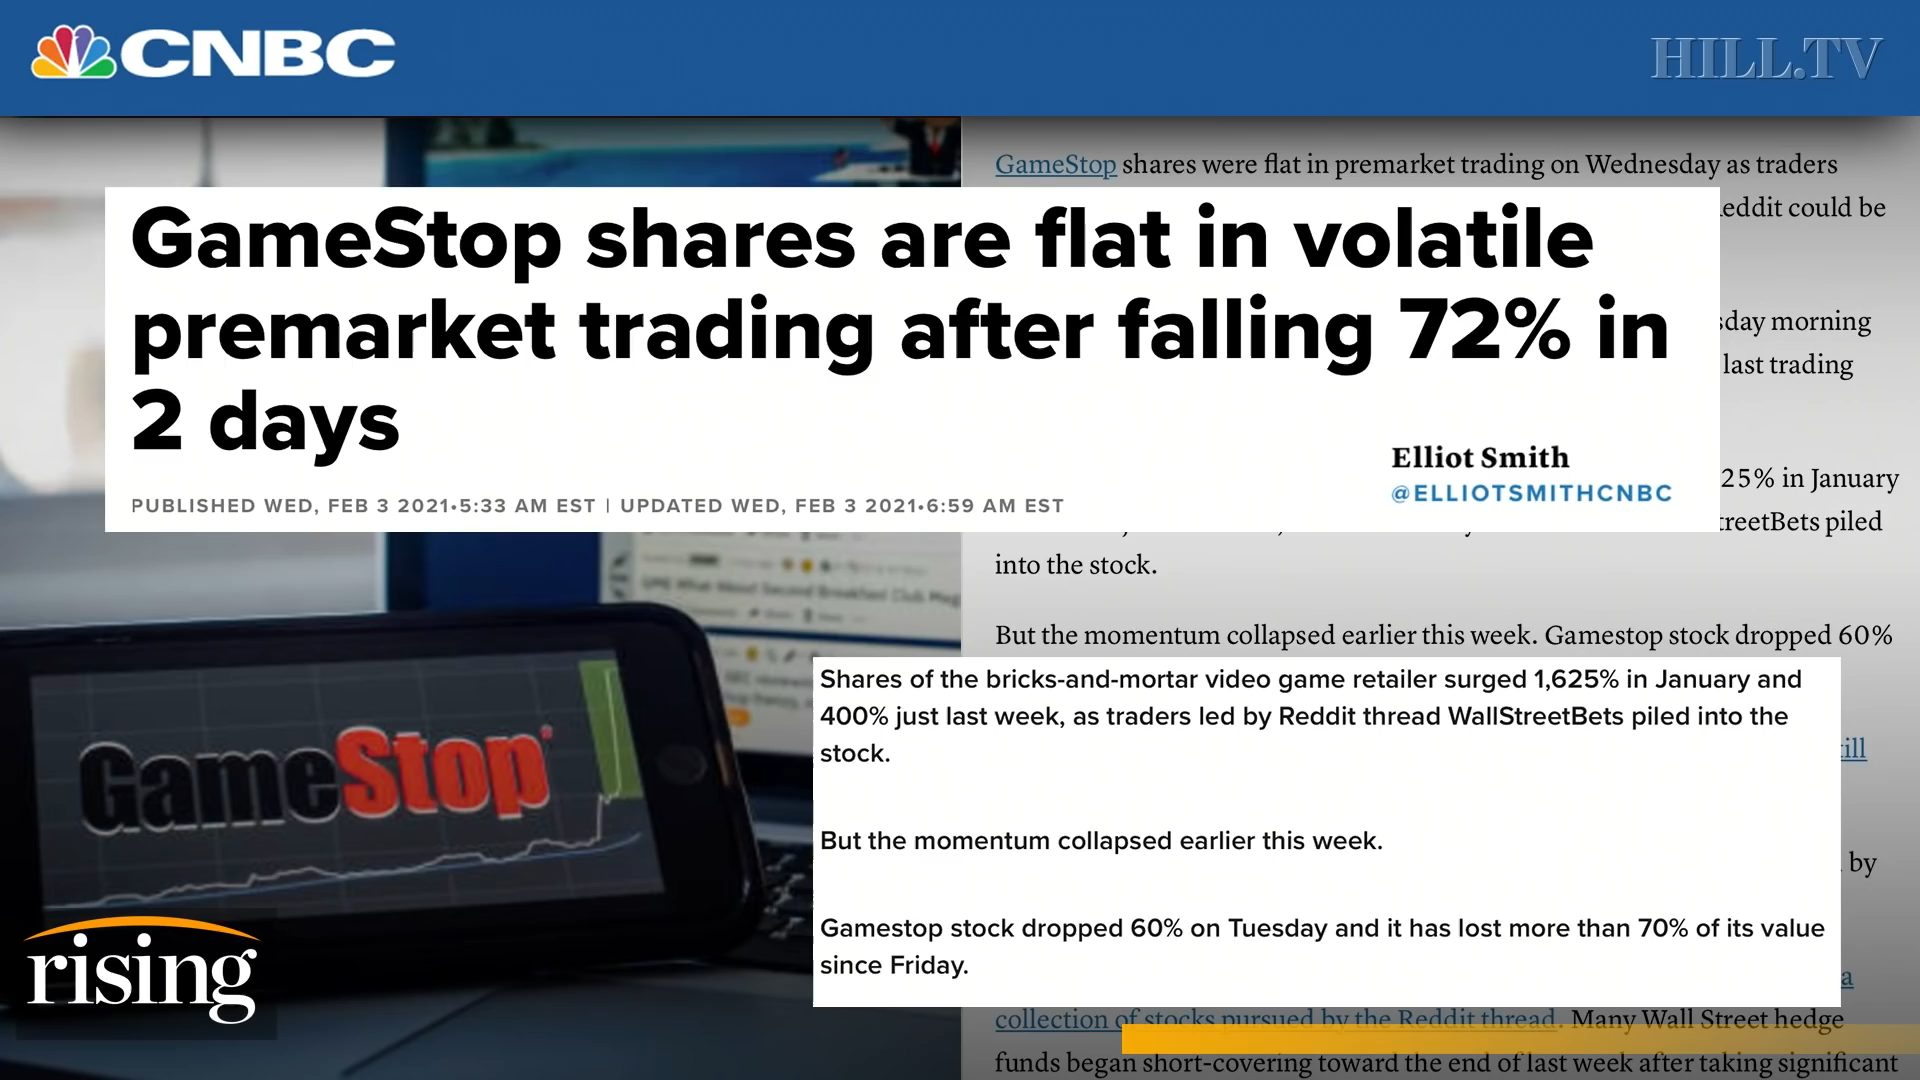 CNBC
HILL.TV
GameStop shares were flat in premarket trading on Wednesday as traders
eddit could be
GameStop shares are flat in volatile
premarket trading after falling 72% in
2 days
Elliot Smith
@ELLIOTSMITHCNBC
PUBLISHED WED, FEB 3 2021•5:33 AM EST | UPDATED WED, FEB 3 2021•6:59 AM EST
sday morning
last trading
25% in January
treetBets piled
into the stock.
But the momentum collapsed earlier this week. Gamestop stock dropped 60%
Shares of the bricks-and-mortar video game retailer surged 1,625% in January and
400% just last week, as traders led by Reddit thread WallStreetBets piled into the
stock.
But the momentum collapsed earlier this week.
Gamestop stock dropped 60% on Tuesday and it has lost more than 70% of its value
since Friday.
till
by
a
collection of stocks pursued by the Reddit thread. Many Wall Street hedge
funds began short-covering toward the end of last week after taking significant
GameStop
rising